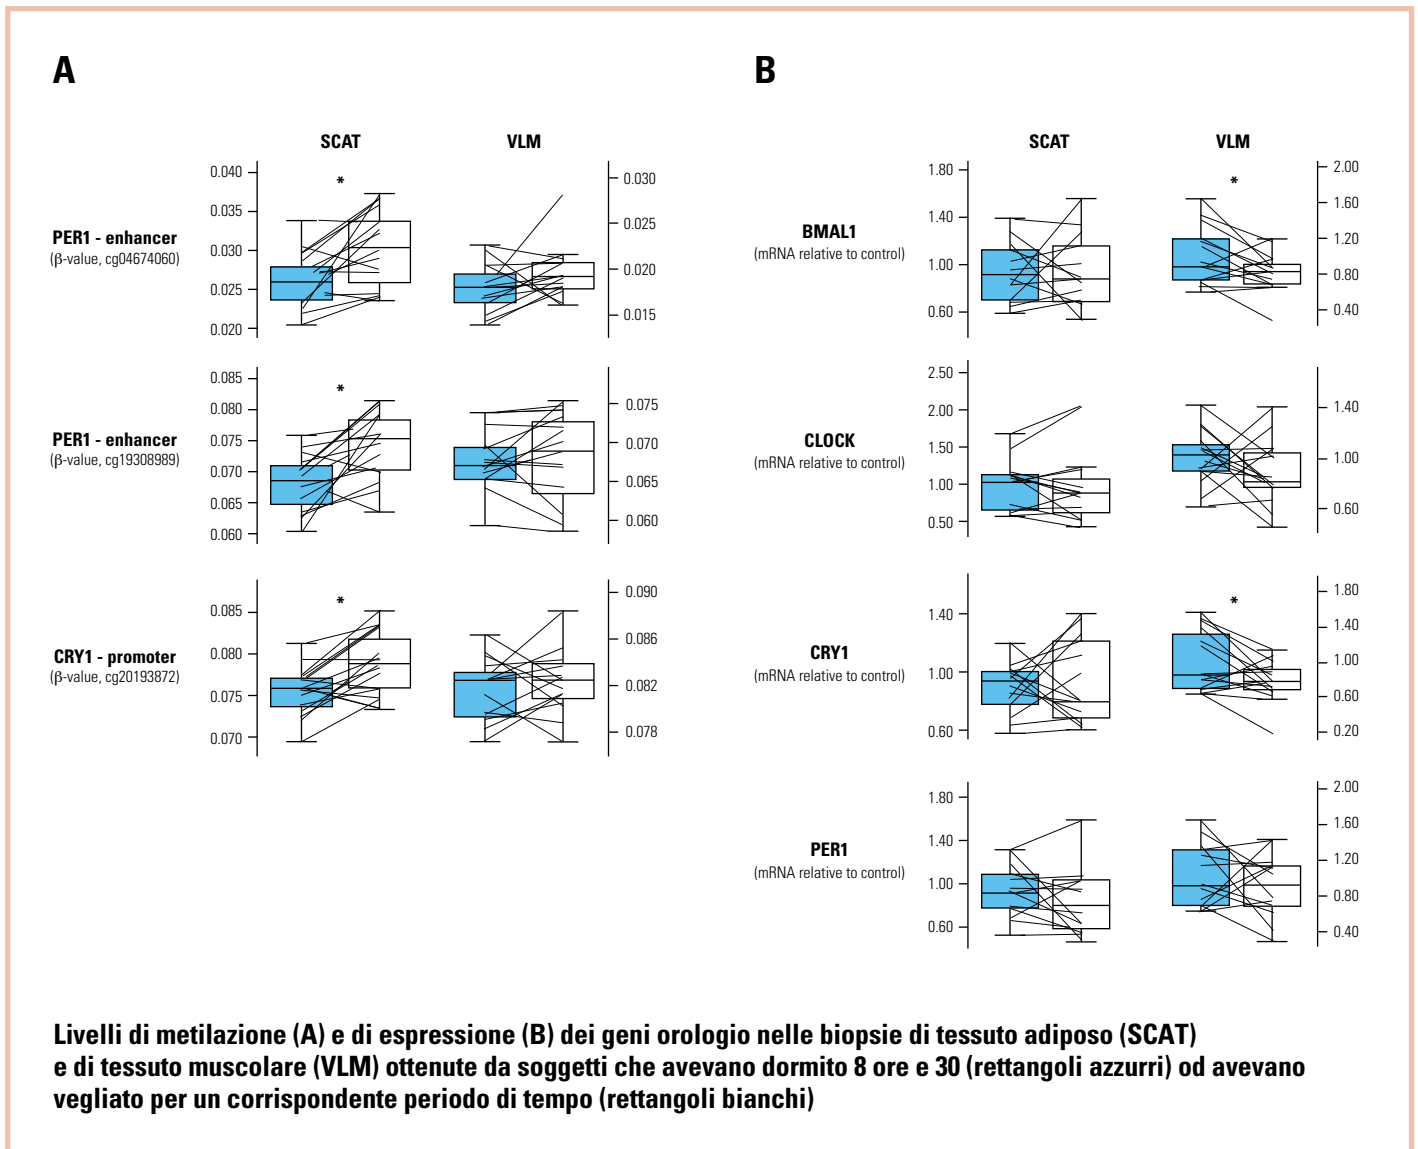 A
SCAT
VLM
PER1 - enhancer
(β-value, cg04674060)
0.040
0.035
0.030
0.025
0.020
*
0.030
0.025
0.020
0.015
PER1 - enhancer
(β-value, cg19308989)
0.085
0.080
0.075
0.070
0.065
0.060
*
0.075
0.070
0.065
0.060
CRY1 - promoter
(β-value, cg20193872)
0.085
0.080
0.075
0.070
*
0.090
0.086
0.082
0.078
B
SCAT
VLM
BMAL1
(mRNA relative to control)
1.80
1.40
1.00
0.60
*
2.00
1.60
1.20
0.80
0.40
CLOCK
(mRNA relative to control)
2.50
2.00
1.50
1.00
0.50
1.40
1.00
0.60
CRY1
(mRNA relative to control)
1.40
1.00
0.60
*
1.80
1.40
1.00
0.60
0.20
PER1
(mRNA relative to control)
1.80
1.40
1.00
0.60
2.00
1.60
1.20
0.80
0.40
Livelli di metilazione (A) e di espressione (B) dei geni orologio nelle biopsie di tessuto adiposo (SCAT)
e di tessuto muscolare (VLM) ottenute da soggetti che avevano dormito 8 ore e 30 (rettangoli azzurri) od avevano
vegliato per un corrispondente periodo di tempo (rettangoli bianchi)